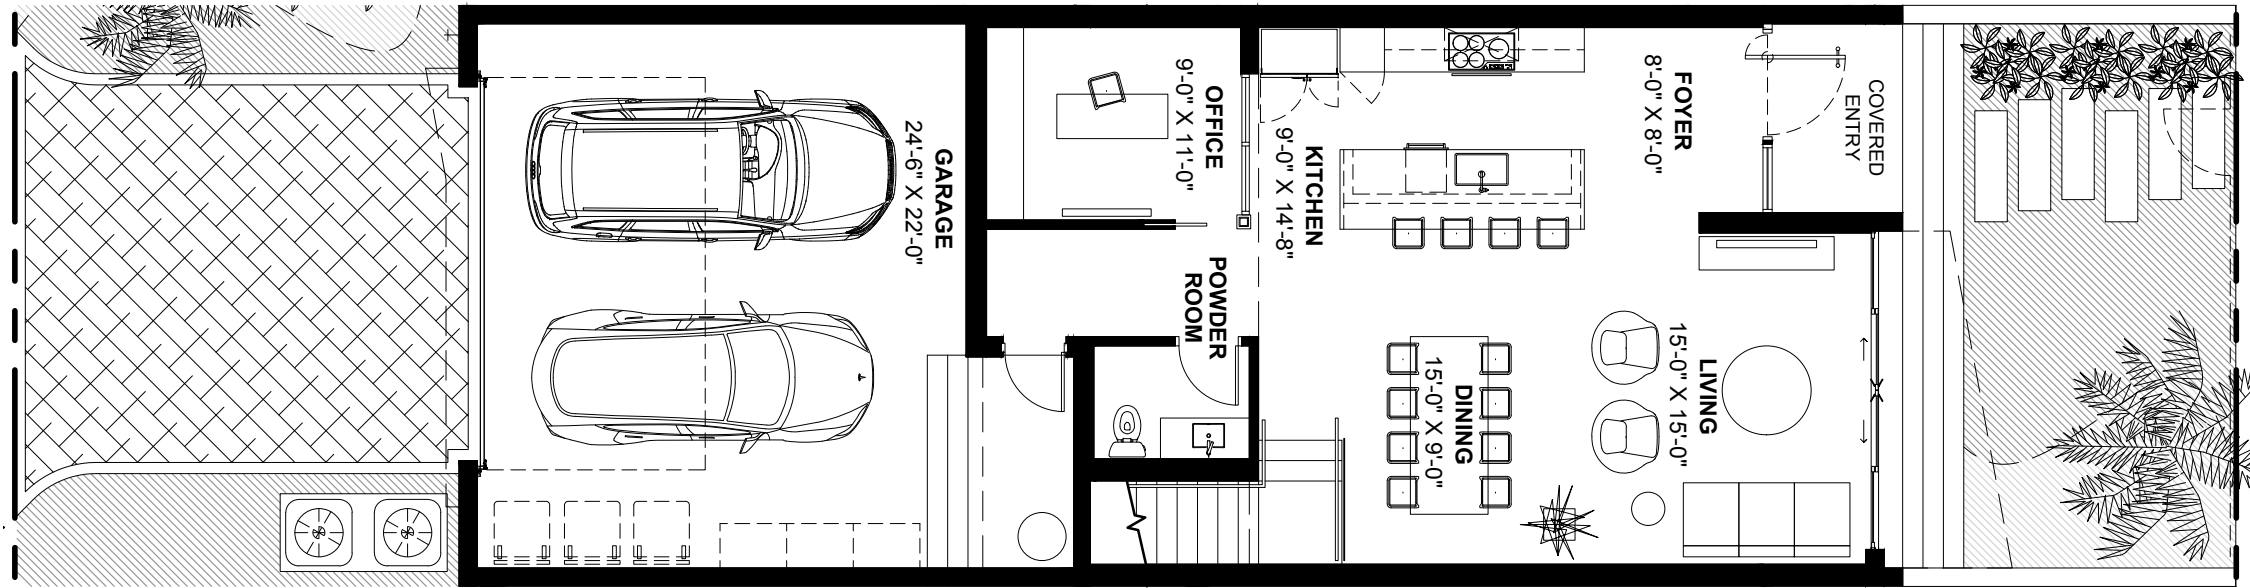 GARAGE
24'-6" X 22'-0"
OFFICE
9'-0" X 11'-0"
POWDER
ROOM
KITCHEN
9'-0" X 14'-8"
DINING
15'-0" X 9'-0"
FOYER
8'-0" X 8'-0"
LIVING
15'-0" X 15'-0"
COVERED
ENTRY